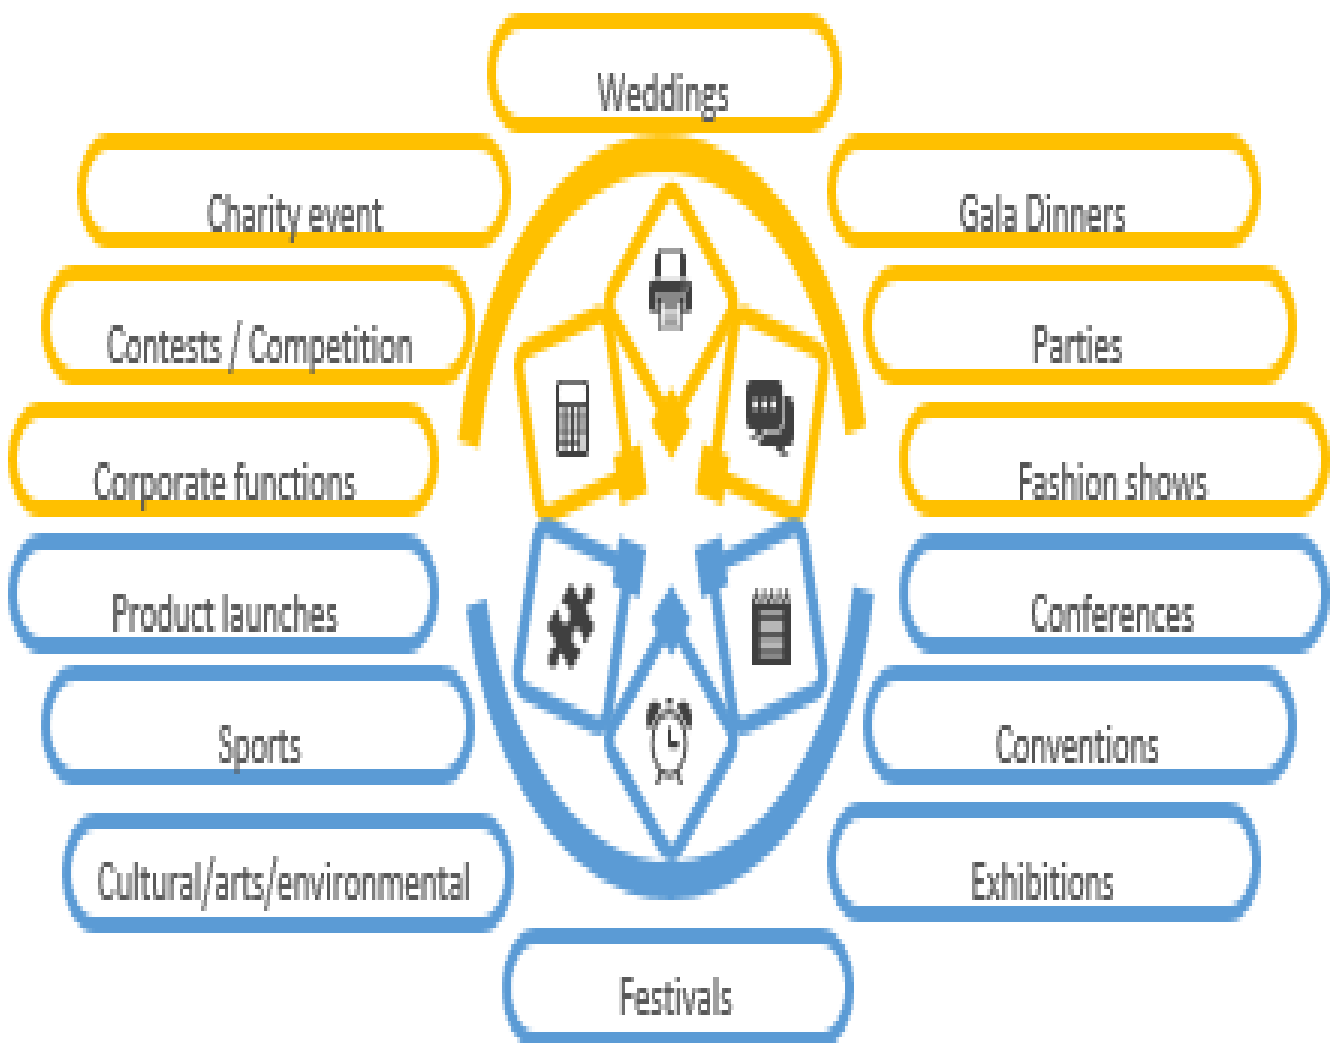 Weddings
Charity event
Gala Dinners
Contests / Competition
Parties
Corporate functions
Fashion shows
Product launches
Conferences
Sports
Conventions
Cultural/arts/environmental
Exhibitions
Festivals